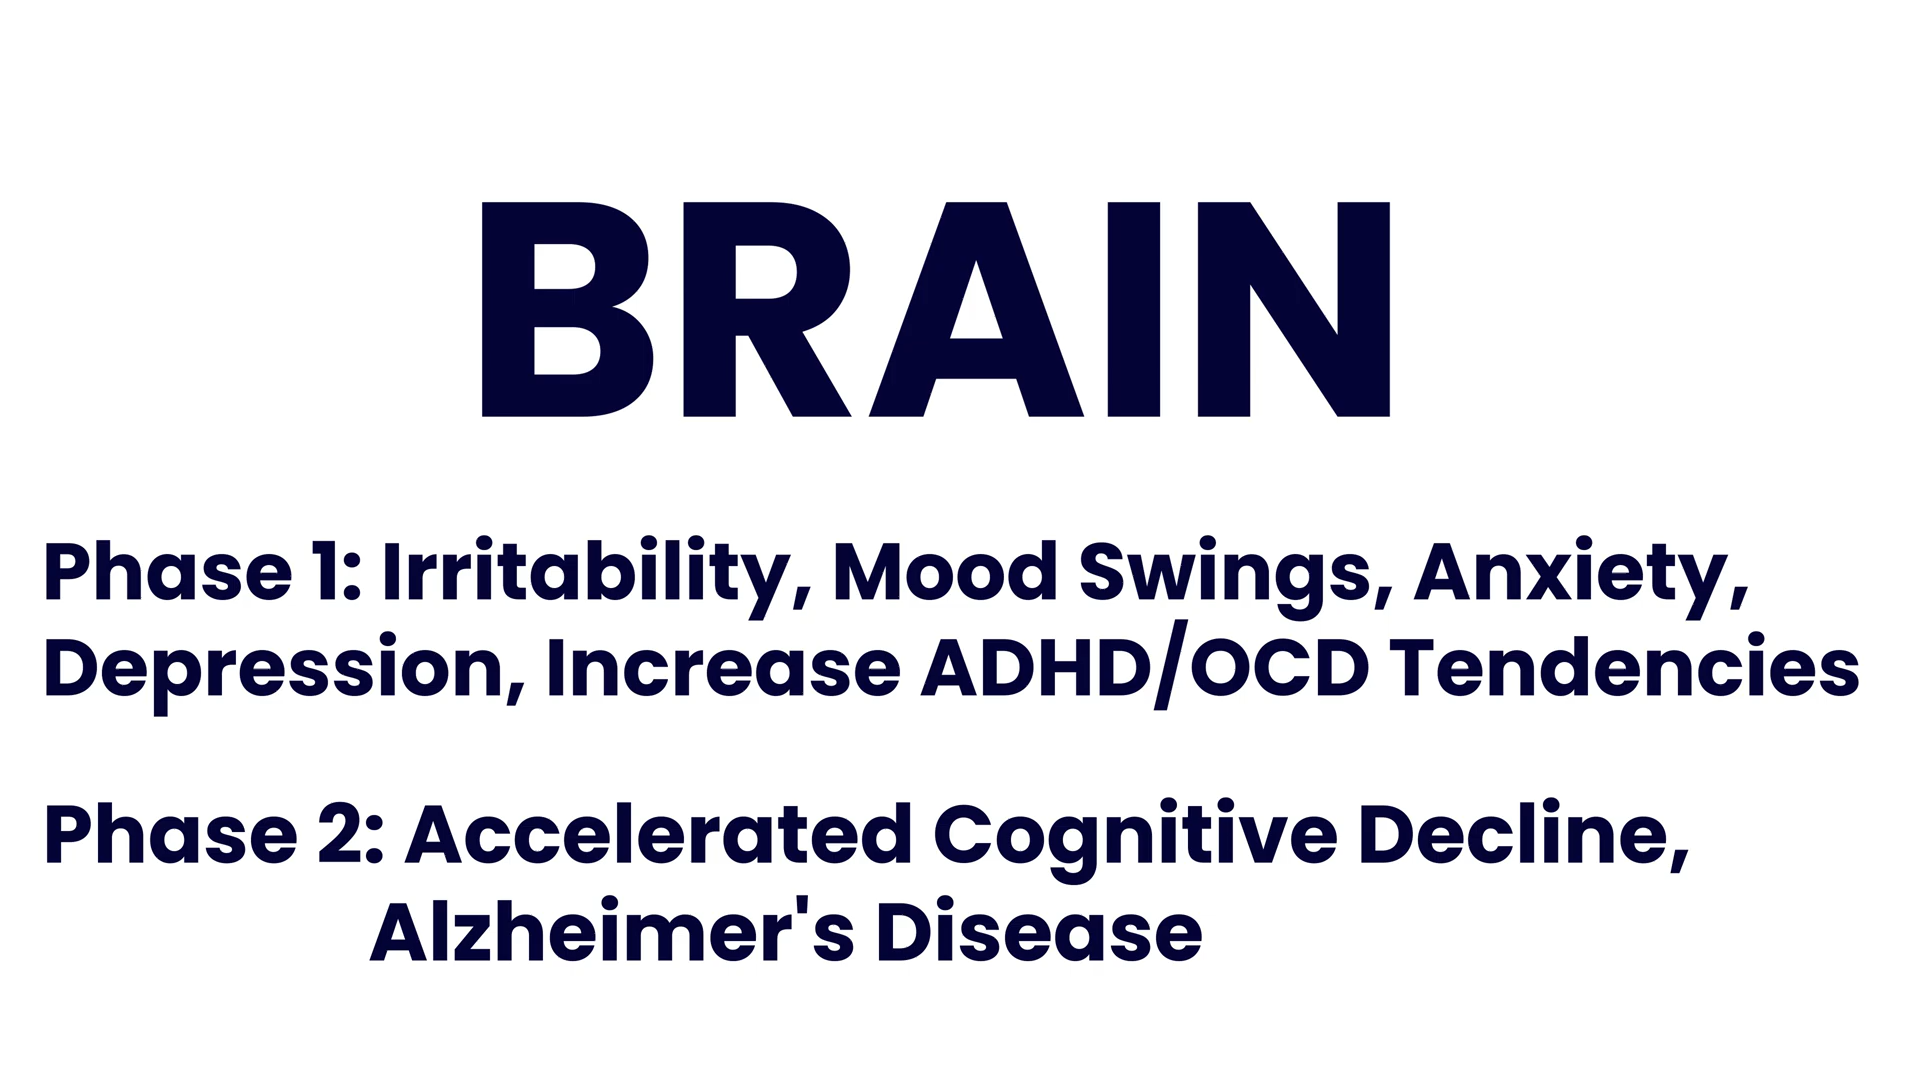 BRAIN
Phase 1: Irritability, Mood Swings, Anxiety,
Depression, Increase ADHD/OCD Tendencies
Phase 2: Accelerated Cognitive Decline,
Alzheimer's Disease